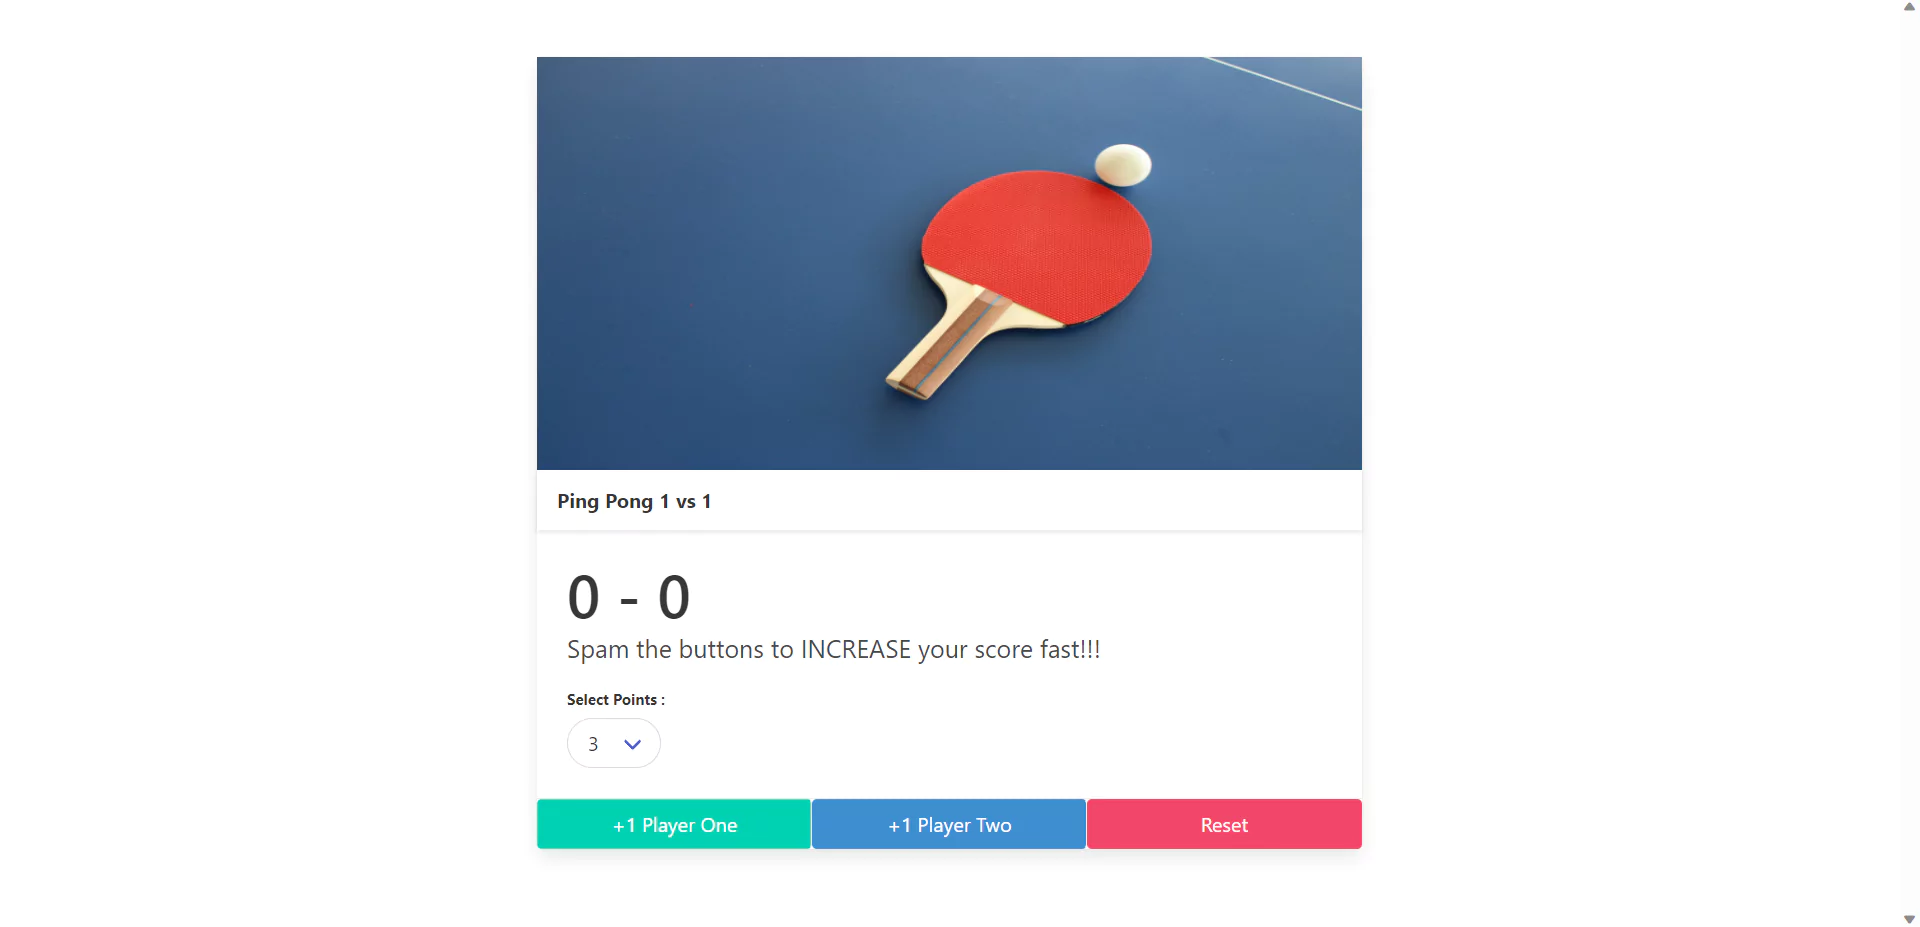 Ping Pong 1 vs 1
0 - 0
Spam the buttons to INCREASE your score fast!!!
Select Points :
3
+1 Player One
+1 Player Two
Reset